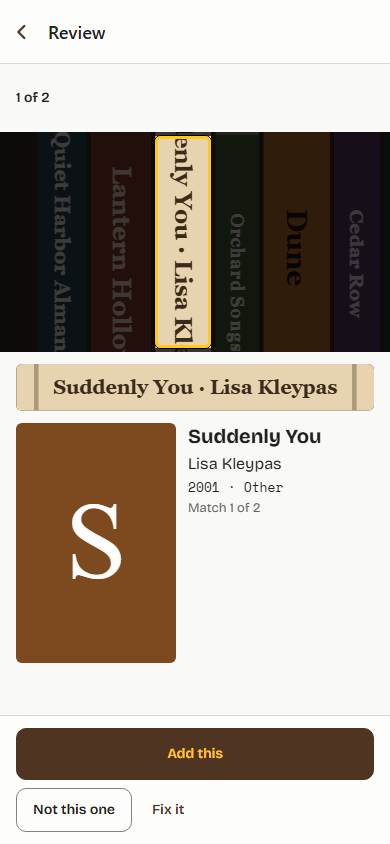 Review
1 of 2
Quiet Harbor Alman
Lantern Hollo
enly You · Lisa Kl
Orchard Songs
Dune
Cedar Row
Suddenly You · Lisa Kleypas
S
Suddenly You
Lisa Kleypas
2001 · Other
Match 1 of 2
Add this
Not this one
Fix it